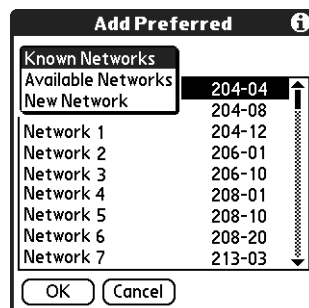 Add Preferred
Known Networks
Available Networks 204-04
New Network 204-08
Network 1 204-12
Network 2 206-01
Network 3 206-10
Network 4 208-01
Network 5 208-10
Network 6 208-20
Network 7 213-03
OK Cancel